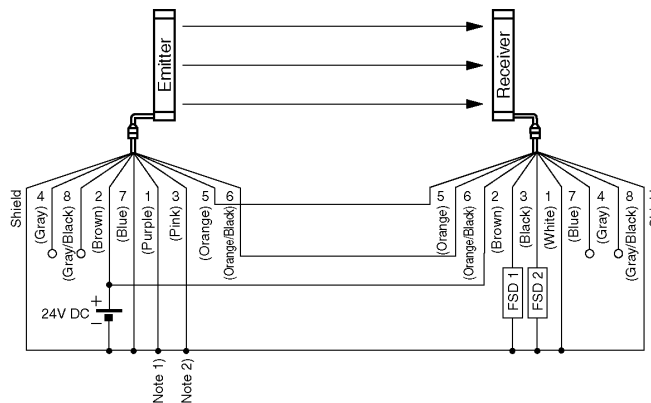 Emitter
Receiver
Shield
4
(Gray)
8
(Gray/Black)
2
(Brown)
7
(Blue)
1
(Purple)
3
(Pink)
5
(Orange)
6
(Orange/Black)
5
(Orange)
6
(Orange/Black)
2
(Brown)
3
(Black)
1
(White)
7
(Blue)
4
(Gray)
8
(Gray/Black)
FSD 1
FSD 2
+
24V DC
−
Note 1)
Note 2)